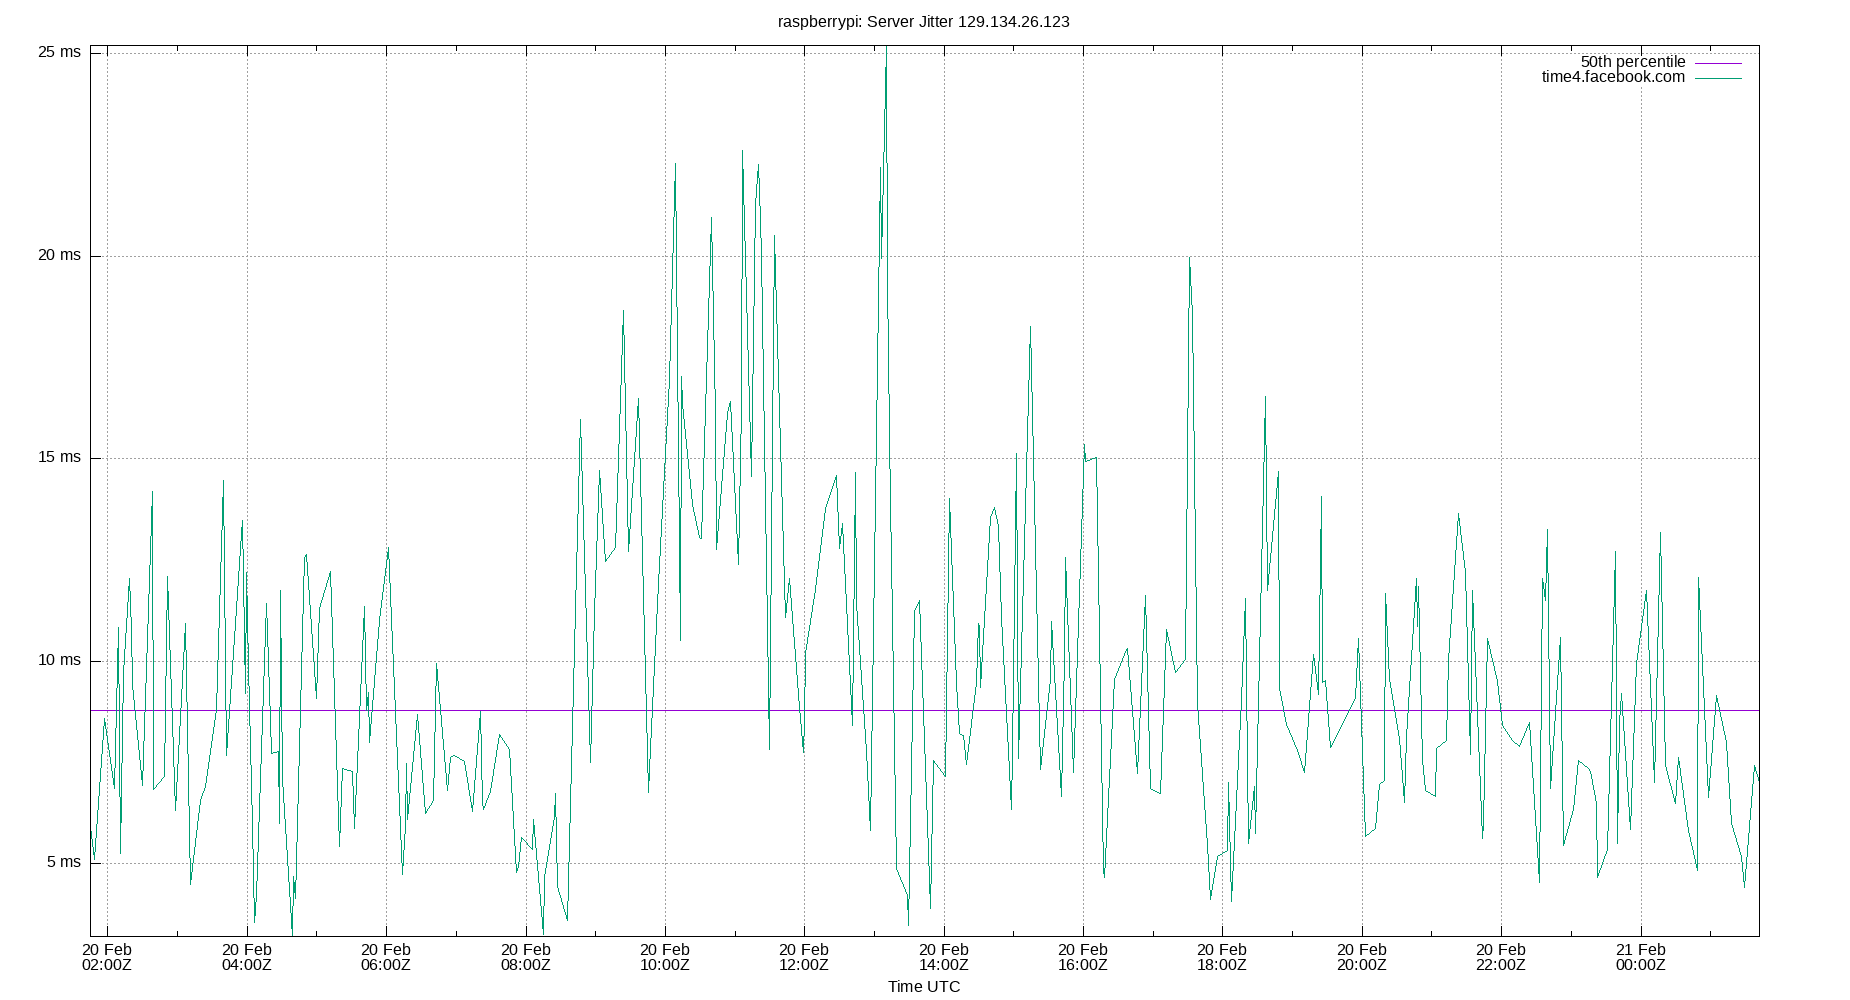 raspberrypi: Server Jitter 129.134.26.123
25 ms
20 ms
15 ms
10 ms
5 ms
50th percentile
time4.facebook.com
20 Feb 20 Feb 20 Feb 20 Feb 20 Feb 20 Feb 20 Feb 20 Feb 20 Feb 20 Feb 20 Feb 21 Feb
02:00Z 04:00Z 06:00Z 08:00Z 10:00Z 12:00Z 14:00Z 16:00Z 18:00Z 20:00Z 22:00Z 00:00Z
Time UTC